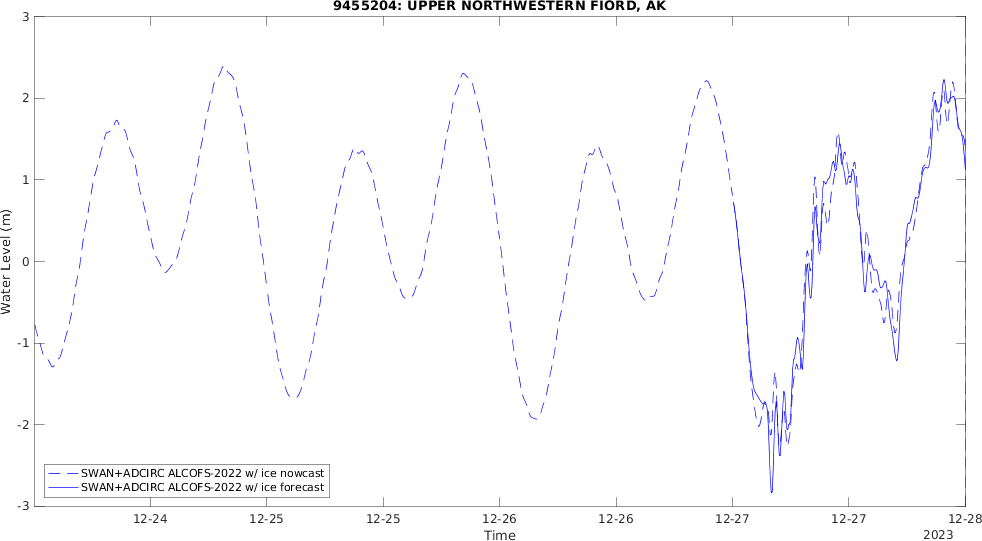 9455204: UPPER NORTHWESTERN FIORD, AK
3
2
1
0
-1
-2
-3
Water Level (m)
SWAN+ADCIRC ALCOFS-2022 w/ ice nowcast
SWAN+ADCIRC ALCOFS-2022 w/ ice forecast
12-24 12-25 12-25 12-26 12-26 12-27 12-27 12-28
Time
2023